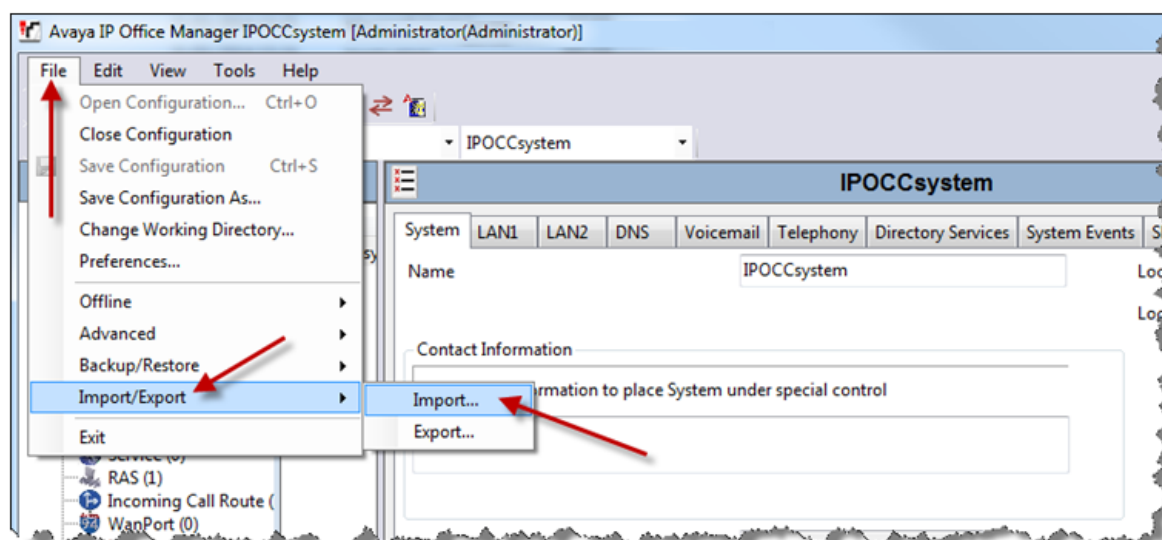 Avaya IP Office Manager IPOCCsystem [Administrator(Administrator)]
File Edit View Tools Help
Open Configuration... Ctrl+O
Close Configuration
IPOCCsystem
Save Configuration Ctrl+S
IPOCCsystem
Save Configuration As...
Change Working Directory...
System LAN1 LAN2 DNS Voicemail Telephony Directory Services System Events
Preferences...
Name IPOCCsystem
Offline
Advanced
Contact Information
Backup/Restore
to place System under special control
Import/Export
Import...
Export...
Exit
RAS (1)
Incoming Call Route (
WanPort (0)